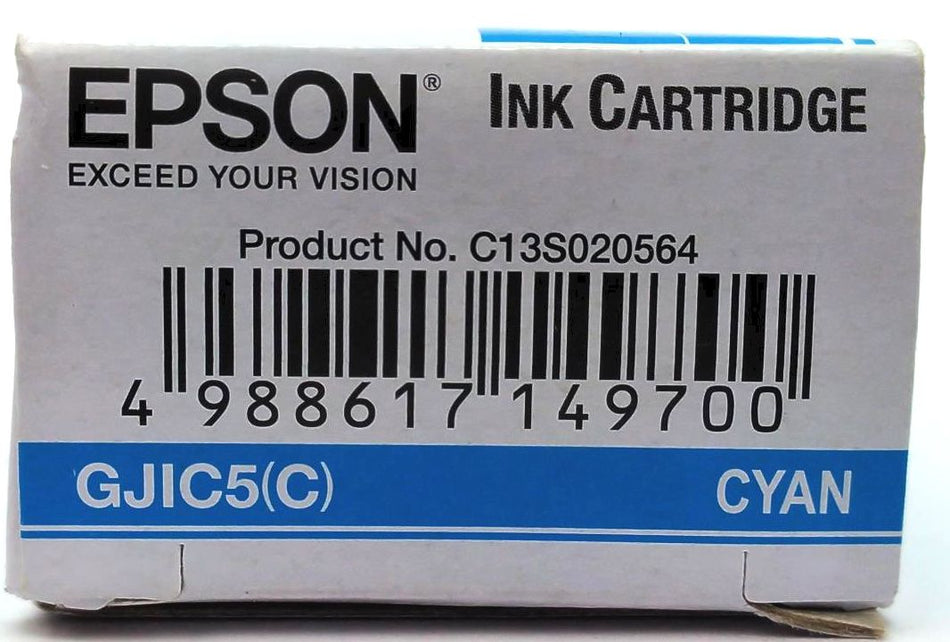 EPSON®
INK CARTRIDGE
EXCEED YOUR VISION
Product No. C13S020564
4 988617 149700
GJIC5(C)
CYAN